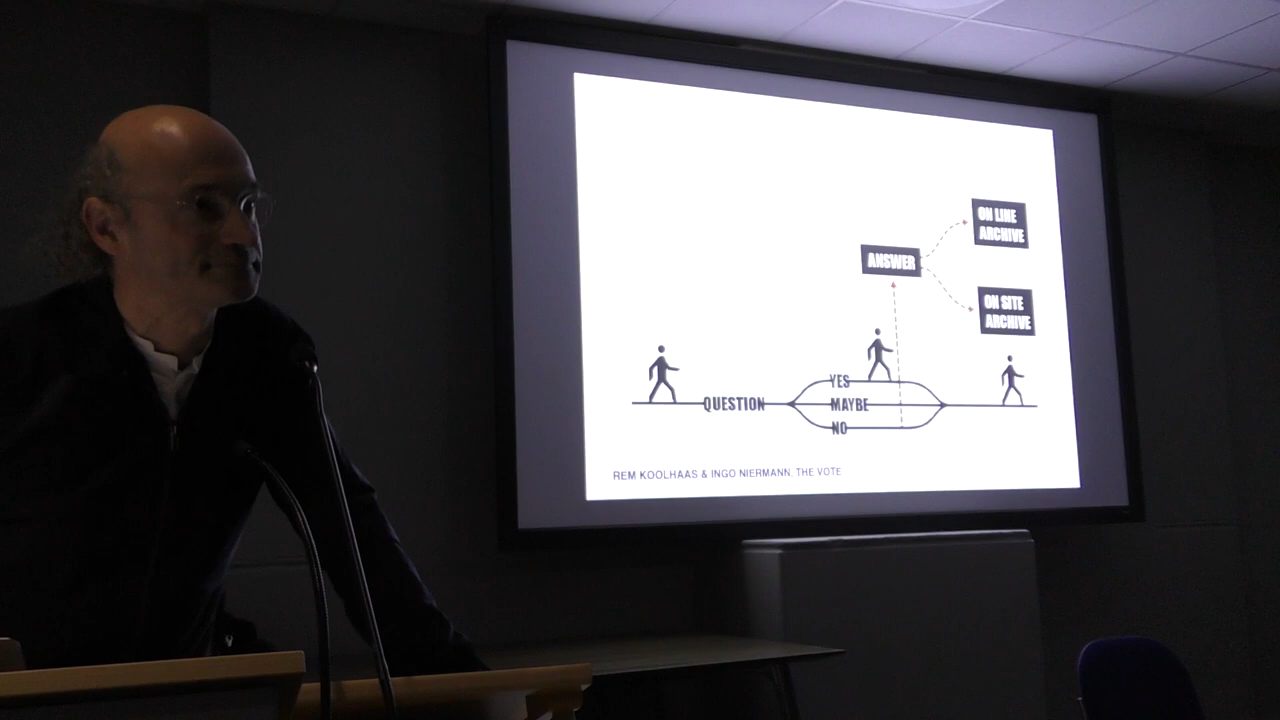 ON LINE
ARCHIVE
ANSWER
ON SITE
ARCHIVE
YES
QUESTION
MAYBE
NO
REM KOOLHAAS & INGO NIERMANN, THE VOTE